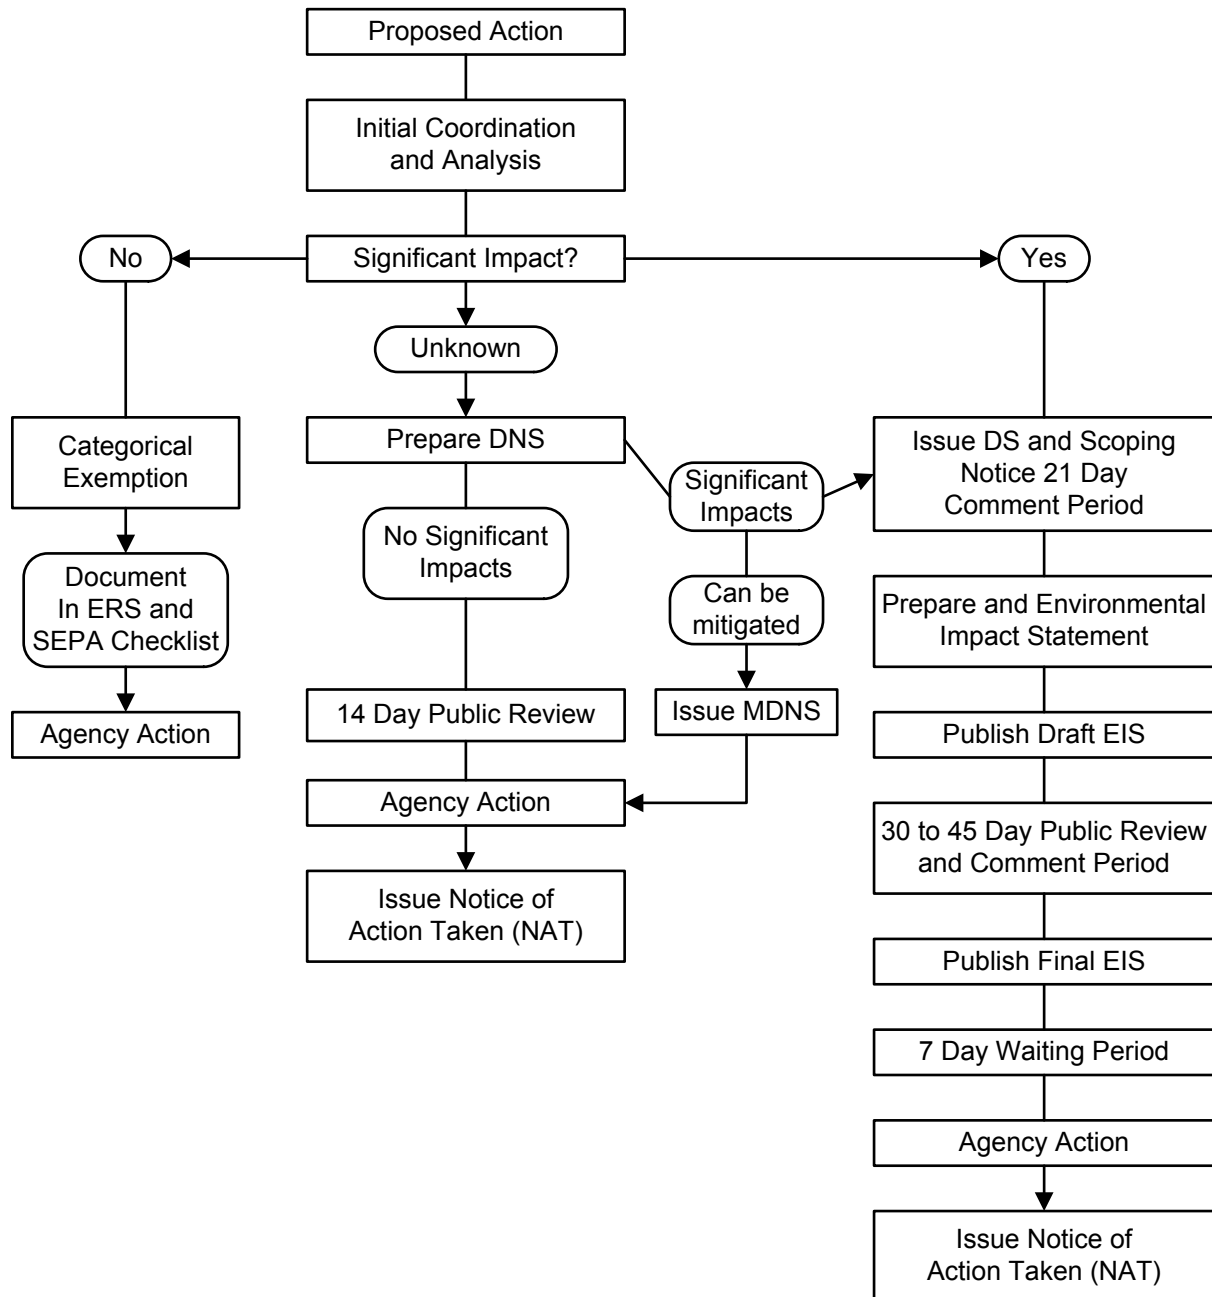 Proposed Action
Initial Coordination
and Analysis
No
Significant Impact?
Yes
Unknown
Categorical
Exemption
Prepare DNS
Significant
Impacts
Issue DS and Scoping
Notice 21 Day
Comment Period
No Significant
Impacts
Document
In ERS and
SEPA Checklist
Can be
mitigated
Prepare and Environmental
Impact Statement
Agency Action
14 Day Public Review
Issue MDNS
Publish Draft EIS
Agency Action
30 to 45 Day Public Review
and Comment Period
Issue Notice of
Action Taken (NAT)
Publish Final EIS
7 Day Waiting Period
Agency Action
Issue Notice of
Action Taken (NAT)